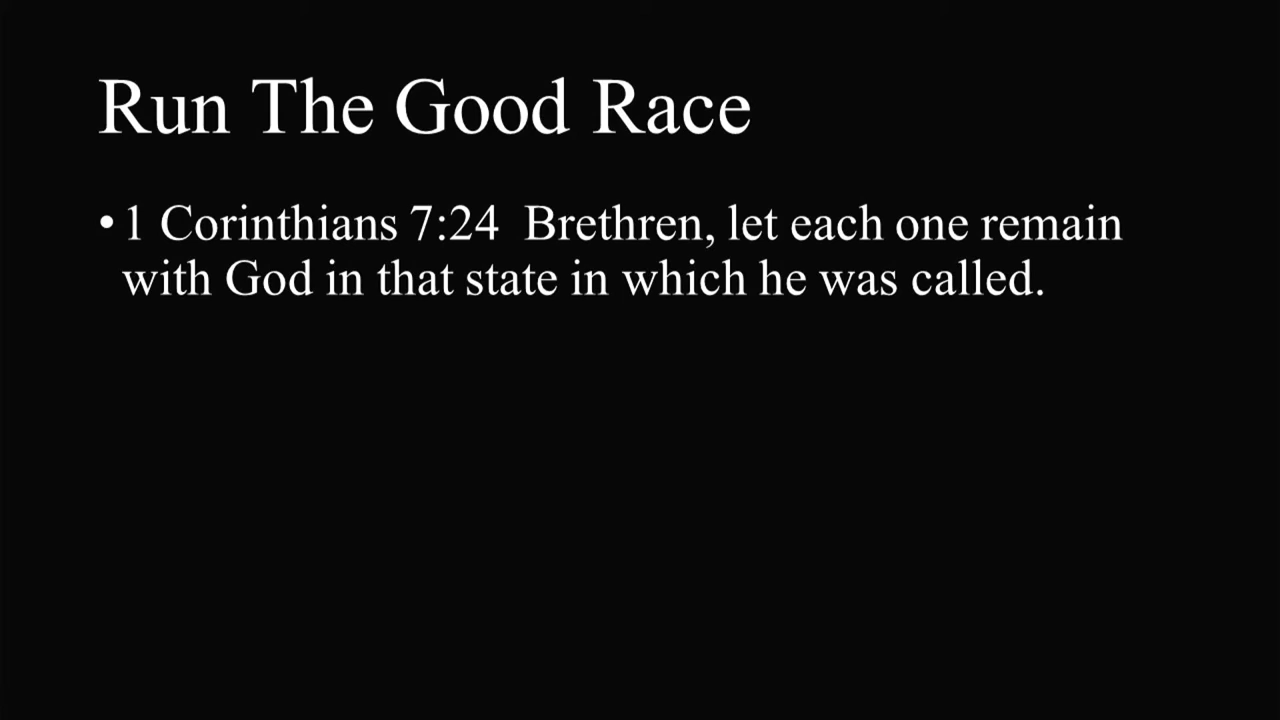 Run The Good Race
• 1 Corinthians 7:24  Brethren, let each one remain
with God in that state in which he was called.